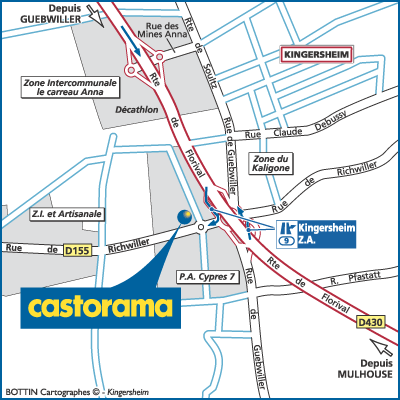 Depuis
GUEBWILLER
Rue des
Mines Anna
KINGERSHEIM
Rte
de
Soultz
Zone Intercommunale
le carreau Anna
Rte
de
Florival
Décathlon
Rue de Guebwiller
Rue Claude Debussy
Zone du
Kaligone
Rue de Richwiller
Z.I. et Artisanale
Rue de D155 Richwiller
Kingersheim
Z.A.
9
P.A. Cypres 7
castorama
Rte de Florival
R. Pfastatt
Rue de Guebwiller
D430
Depuis
MULHOUSE
BOTTIN Cartographes © - Kingersheim